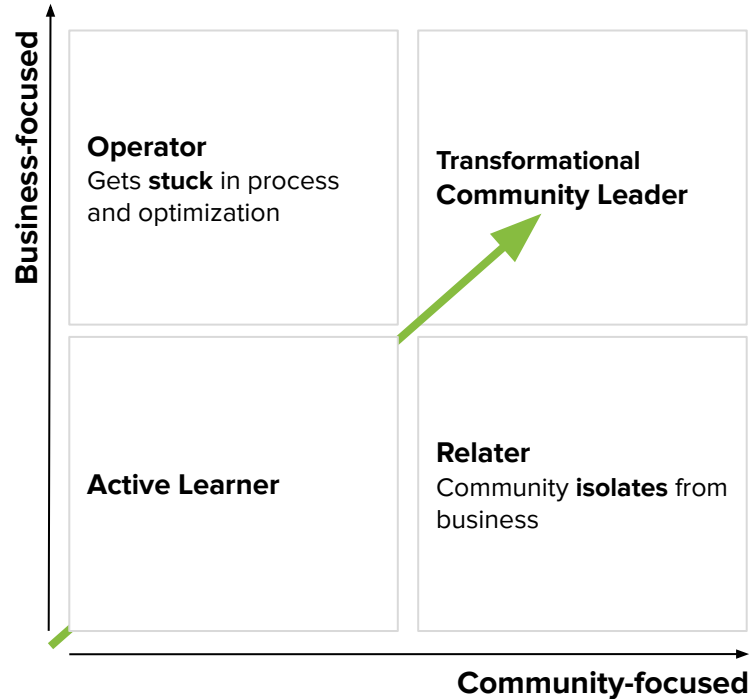 Business-focused
Operator
Gets stuck in process
and optimization
Transformational
Community Leader
Active Learner
Relater
Community isolates from
business
Community-focused